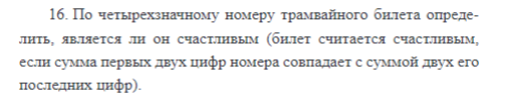 16. По четырехзначному номеру трамвайного билета опреде-
лить, является ли он счастливым (билет считается счастливым,
если сумма первых двух цифр номера совпадает с суммой двух его
последних цифр).